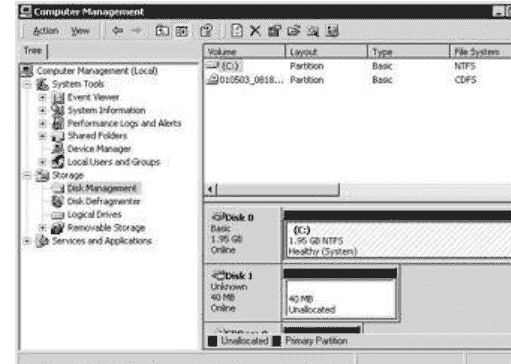 Computer Management
Action View
Tree
Computer Management (Local)
System Tools
Event Viewer
System Information
Performance Logs and Alerts
Shared Folders
Device Manager
Local Users and Groups
Storage
Disk Management
Disk Defragmenter
Logical Drives
Removable Storage
Services and Applications
Volume Layout Type File System
(C:) Partition Basic NTFS
010503_0818... Partition Basic CDFS
Disk 0
Basic
1.95 GB
Online
(C:)
1.95 GB NTFS
Healthy (System)
Disk 1
Unknown
40 MB
Online
40 MB
Unallocated
Unallocated Primary Partition